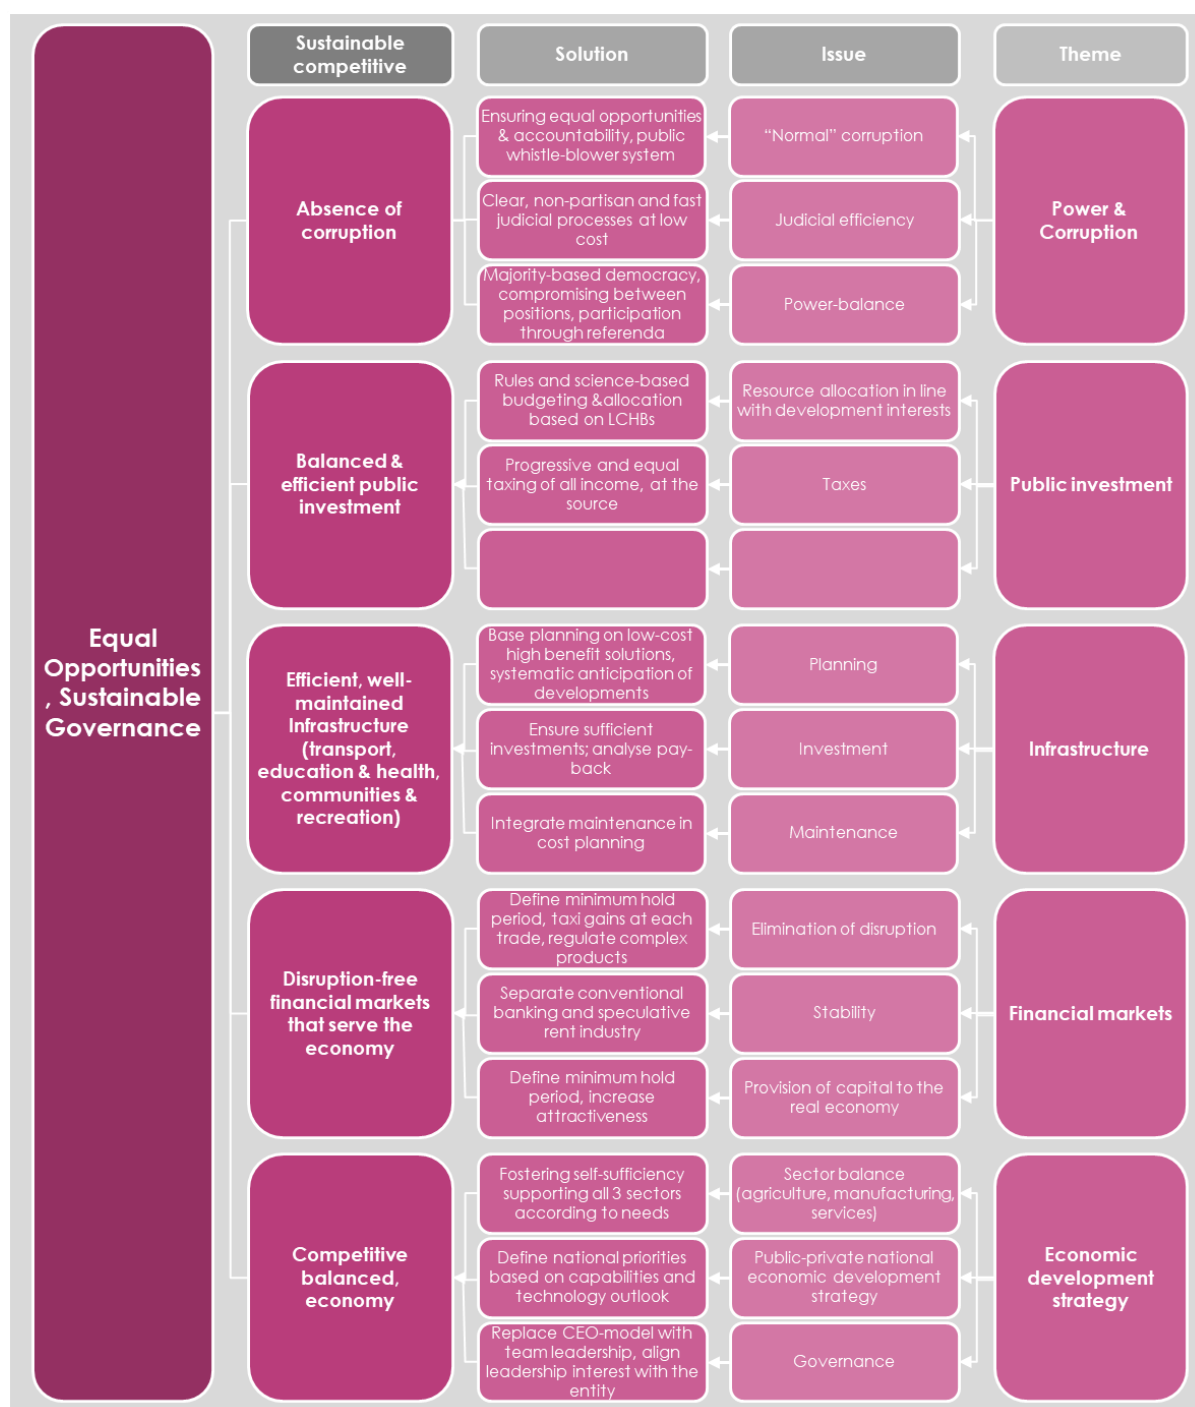 Sustainable
competitive
Solution
Issue
Theme
Equal
Opportunities
, Sustainable
Governance
Absence of
corruption
Ensuring equal opportunities
& accountability, public
whistle-blower system
“Normal” corruption
Clear, non-partisan and fast
judicial processes at low
cost
Judicial efficiency
Majority-based democracy,
compromising between
positions, participation
through referenda
Power-balance
Power &
Corruption
Balanced &
efficient public
investment
Rules and science-based
budgeting &allocation
based on LCHBs
Resource allocation in line
with development interests
Progressive and equal
taxing of all income, at the
source
Taxes
Public investment
Efficient, well-
maintained
Infrastructure
(transport,
education & health,
communities &
recreation)
Base planning on low-cost
high benefit solutions,
systematic anticipation of
developments
Planning
Ensure sufficient
investments; analyse pay-
back
Investment
Integrate maintenance in
cost planning
Maintenance
Infrastructure
Disruption-free
financial markets
that serve the
economy
Define minimum hold
period, taxi gains at each
trade, regulate complex
products
Elimination of disruption
Separate conventional
banking and speculative
rent industry
Stability
Define minimum hold
period, increase
attractiveness
Provision of capital to the
real economy
Financial markets
Competitive
balanced,
economy
Fostering self-sufficiency
supporting all 3 sectors
according to needs
Sector balance
(agriculture, manufacturing,
services)
Define national priorities
based on capabilities and
technology outlook
Public-private national
economic development
strategy
Replace CEO-model with
team leadership, align
leadership interest with the
entity
Governance
Economic
development
strategy